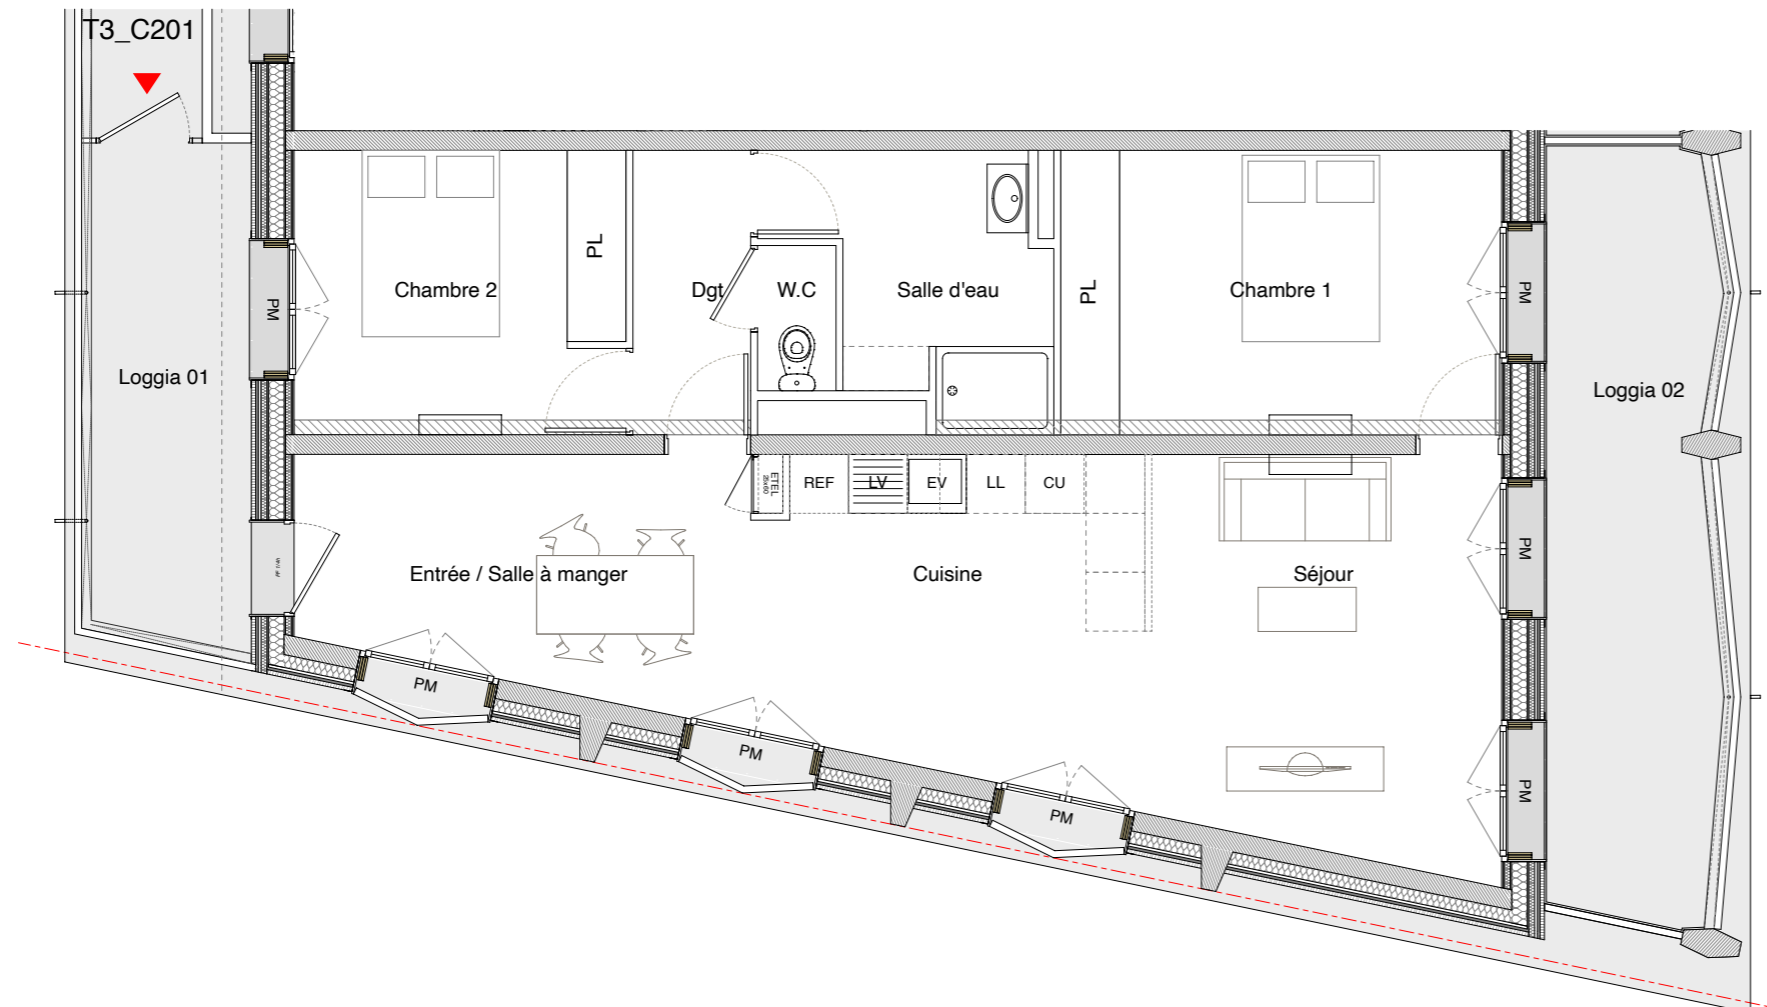 T3_C201
PL
Chambre 2
Dgt
W.C
Salle d'eau
PL
Chambre 1
PM
PM
Loggia 01
Loggia 02
ETEL
REF
LV
EV
LL
CU
PM
Entrée / Salle à manger
Cuisine
Séjour
PM
PM
PM
PM